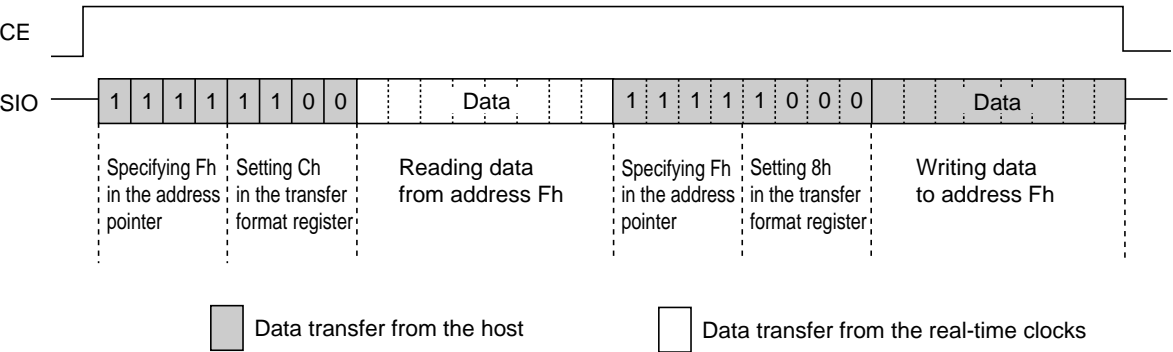 CE
SIO
1 1 1 1 1 1 0 0 Data 1 1 1 1 1 0 0 0 Data
Specifying Fh
in the address
pointer
Setting Ch
in the transfer
format register
Reading data
from address Fh
Specifying Fh
in the address
pointer
Setting 8h
in the transfer
format register
Writing data
to address Fh
Data transfer from the host
Data transfer from the real-time clocks